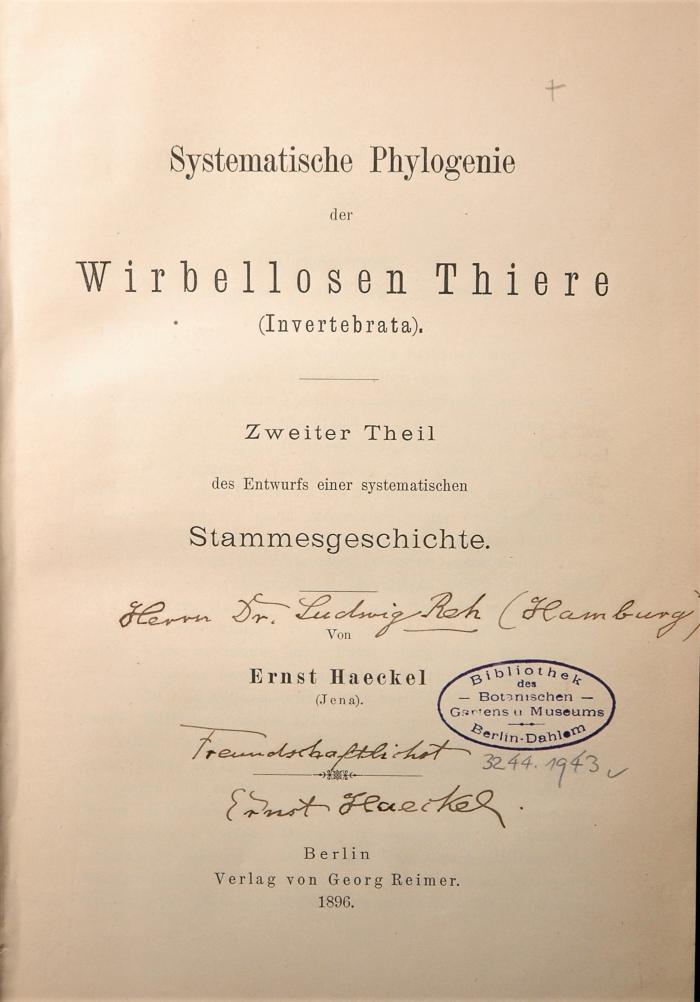 Systematische Phylogenie
der
Wirbellosen Thiere
(Invertebrata).
Zweiter Theil
des Entwurfs einer systematischen
Stammesgeschichte.
Herrn Dr. Ludwig Reh (Hamburg)
Von
Ernst Haeckel
(Jena).
Bibliothek
des
— Botanischen —
Gartens u Museums
Berlin-Dahlem
Freundschaftlichst
3244. 1943
Ernst Haeckel.
Berlin
Verlag von Georg Reimer.
1896.